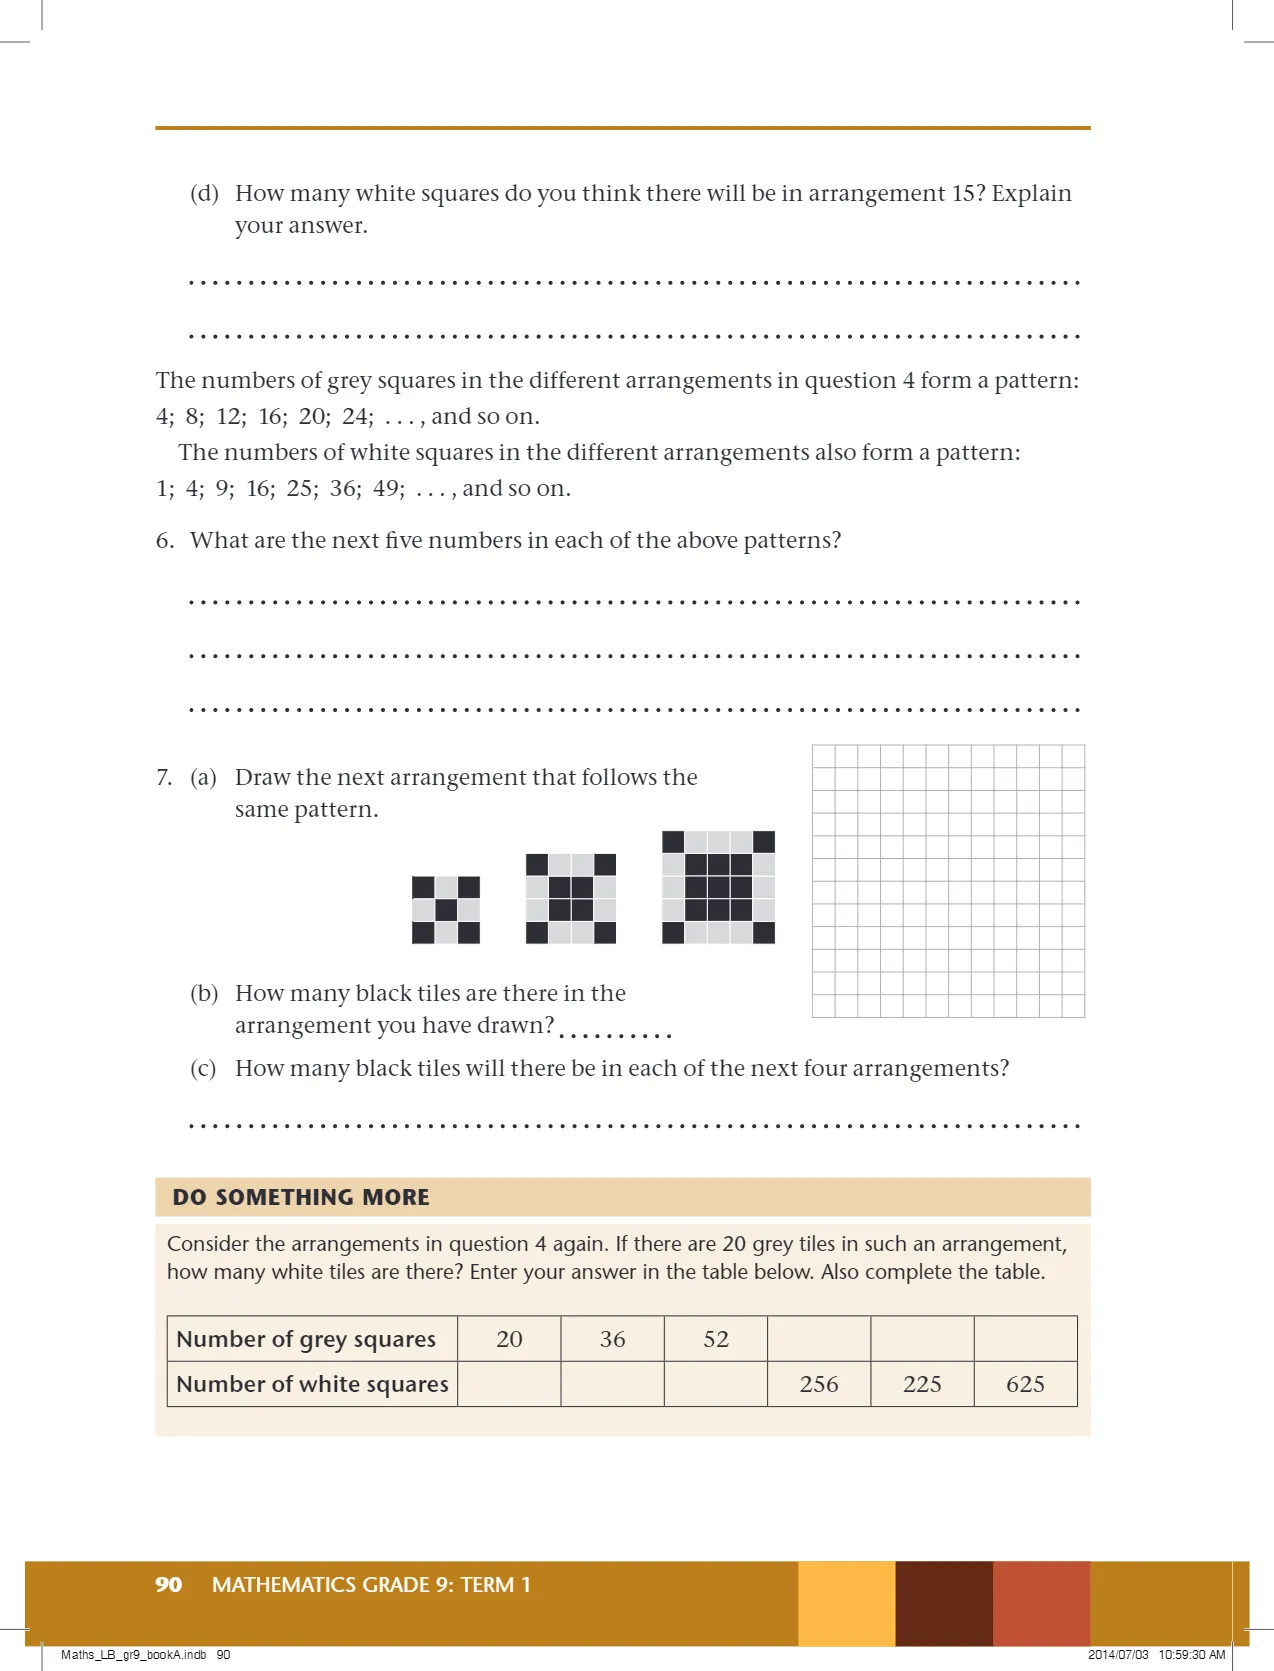 (d) How many white squares do you think there will be in arrangement 15? Explain
your answer.
The numbers of grey squares in the different arrangements in question 4 form a pattern:
4; 8; 12; 16; 20; 24; . . . , and so on.
The numbers of white squares in the different arrangements also form a pattern:
1; 4; 9; 16; 25; 36; 49; . . . , and so on.
6. What are the next five numbers in each of the above patterns?
7. (a) Draw the next arrangement that follows the
same pattern.
(b) How many black tiles are there in the
arrangement you have drawn?
(c) How many black tiles will there be in each of the next four arrangements?
DO SOMETHING MORE
Consider the arrangements in question 4 again. If there are 20 grey tiles in such an arrangement,
how many white tiles are there? Enter your answer in the table below. Also complete the table.
Number of grey squares 20 36 52
Number of white squares 256 225 625
90 MATHEMATICS GRADE 9: TERM 1
Maths_LB_gr9_bookA.indb 90 2014/07/03 10:59:30 AM